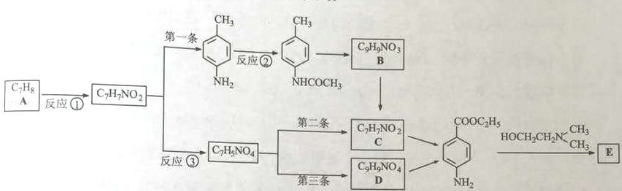 CH₃
第一条
NH₂
反应②
CH₃
NHCOCH₃
C₉H₉NO₃
B
C₇H₈
A
反应①
C₇H₇NO₂
反应③
C₇H₅NO₄
第二条
C₇H₇NO₂
C
第三条
C₉H₉NO₄
D
COOC₂H₅
NH₂
HOCH₂CH₂N
CH₃
CH₃
E